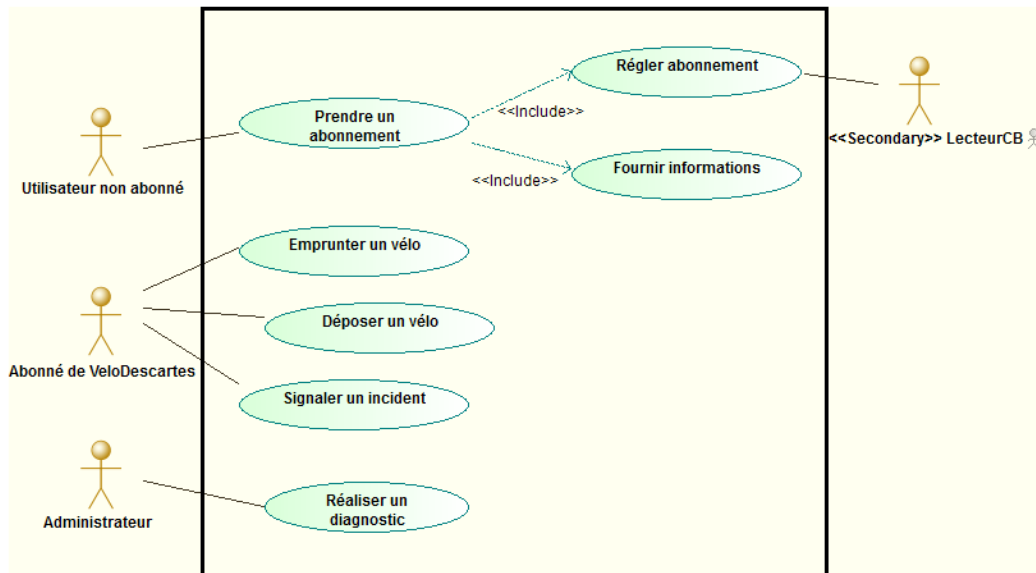 Régler abonnement
Prendre un
abonnement
<<Include>>
<<Secondary>> LecteurCB
Utilisateur non abonné
Fournir informations
<<Include>>
Emprunter un vélo
Déposer un vélo
Abonné de VeloDescartes
Signaler un incident
Réaliser un
diagnostic
Administrateur